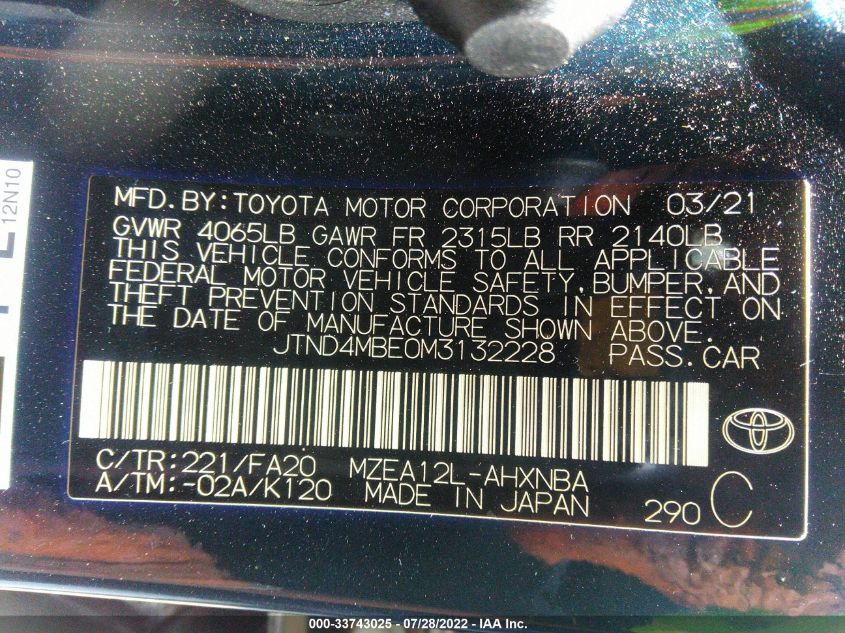 12N10
MFD. BY: TOYOTA MOTOR CORPORATION 03/21
GVWR 4065LB GAWR FR 2315LB RR 2140LB
THIS VEHICLE CONFORMS TO ALL APPLICABLE
FEDERAL MOTOR VEHICLE SAFETY, BUMPER, AND
THEFT PREVENTION STANDARDS IN EFFECT ON
THE DATE OF MANUFACTURE SHOWN ABOVE.
JTND4MBE0M3132228 PASS. CAR
C/TR: 221/FA20 MZEA12L-AHXNBA
A/TM: -02A/K120 MADE IN JAPAN 290 C
000-33743025 - 07/28/2022 - IAA Inc.